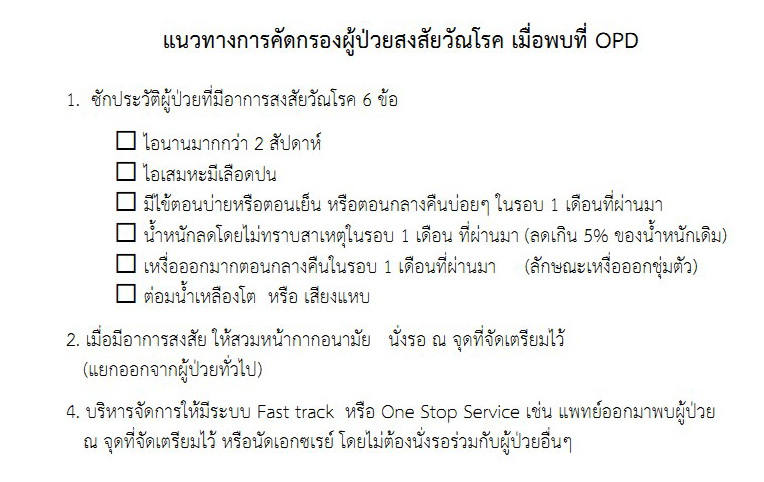 แนวทางการคัดกรองผู้ป่วยสงสัยวัณโรค เมื่อพบที่ OPD
1. ซักประวัติผู้ป่วยที่มีอาการสงสัยวัณโรค 6 ข้อ
☐ ไอนานมากกว่า 2 สัปดาห์
☐ ไอเสมหะมีเลือดปน
☐ มีไข้ตอนบ่ายหรือตอนเย็น หรือตอนกลางคืนบ่อยๆ ในรอบ 1 เดือนที่ผ่านมา
☐ น้ำหนักลดโดยไม่ทราบสาเหตุในรอบ 1 เดือน ที่ผ่านมา (ลดเกิน 5% ของน้ำหนักเดิม)
☐ เหงื่อออกมากตอนกลางคืนในรอบ 1 เดือนที่ผ่านมา (ลักษณะเหงื่อออกชุ่มตัว)
☐ ต่อมน้ำเหลืองโต หรือ เสียงแหบ
2. เมื่อมีอาการสงสัย ให้สวมหน้ากากอนามัย นั่งรอ ณ จุดที่จัดเตรียมไว้
(แยกออกจากผู้ป่วยทั่วไป)
4. บริหารจัดการให้มีระบบ Fast track หรือ One Stop Service เช่น แพทย์ออกมาพบผู้ป่วย
ณ จุดที่จัดเตรียมไว้ หรือนัดเอกซเรย์ โดยไม่ต้องนั่งรอร่วมกับผู้ป่วยอื่นๆ